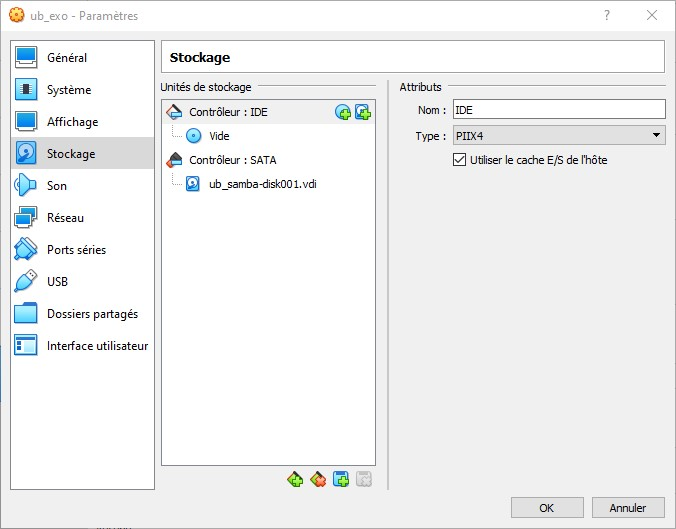 ub_exo - Paramètres
?
Général
Système
Affichage
Stockage
Son
Réseau
Ports séries
USB
Dossiers partagés
Interface utilisateur
Stockage
Unités de stockage
Contrôleur : IDE
Vide
Contrôleur : SATA
ub_samba-disk001.vdi
Attributs
Nom : IDE
Type : PIIX4
Utiliser le cache E/S de l'hôte
OK
Annuler